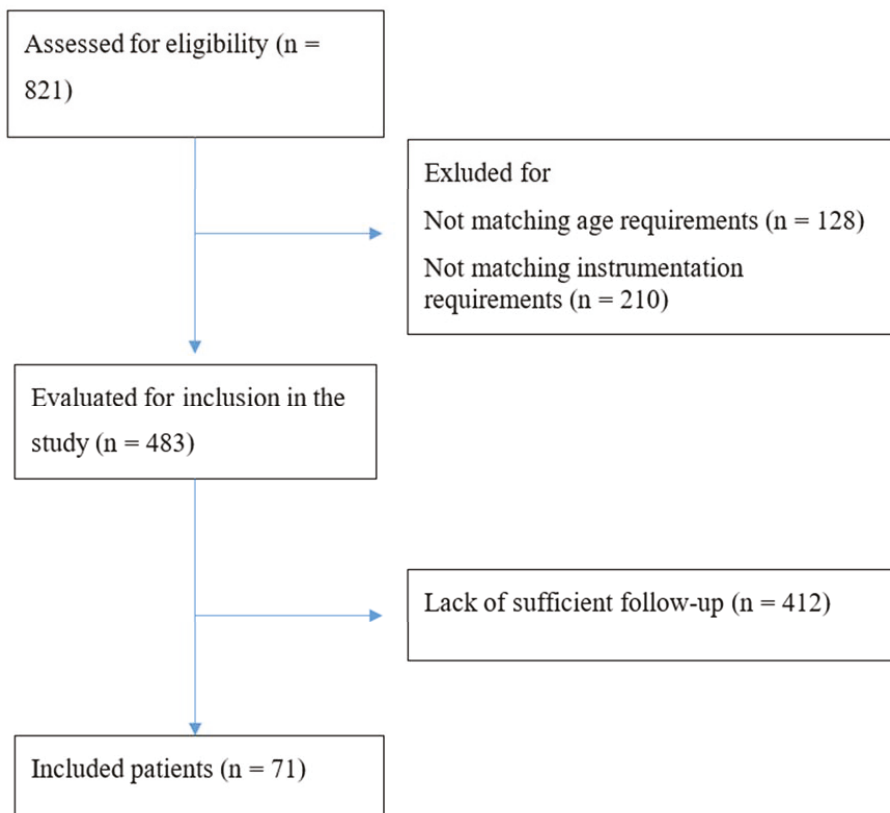 Assessed for eligibility (n =
821)
Exluded for
Not matching age requirements (n = 128)
Not matching instrumentation
requirements (n = 210)
Evaluated for inclusion in the
study (n = 483)
Lack of sufficient follow-up (n = 412)
Included patients (n = 71)